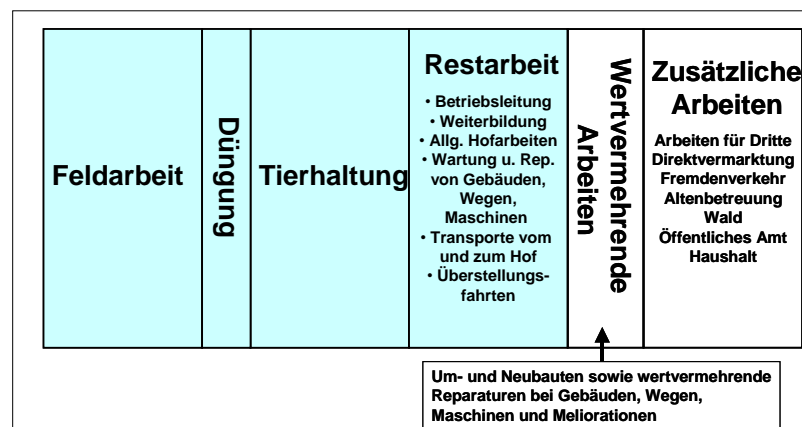 Feldarbeit
Düngung
Tierhaltung
Restarbeit
• Betriebsleitung
• Weiterbildung
• Allg. Hofarbeiten
• Wartung u. Rep.
von Gebäuden,
Wegen,
Maschinen
• Transporte vom
und zum Hof
• Überstellungs-
fahrten
Wertvermehrende
Arbeiten
Zusätzliche
Arbeiten
Arbeiten für Dritte
Direktvermarktung
Fremdenverkehr
Altenbetreuung
Wald
Öffentliches Amt
Haushalt
Um- und Neubauten sowie wertvermehrende
Reparaturen bei Gebäuden, Wegen,
Maschinen und Meliorationen